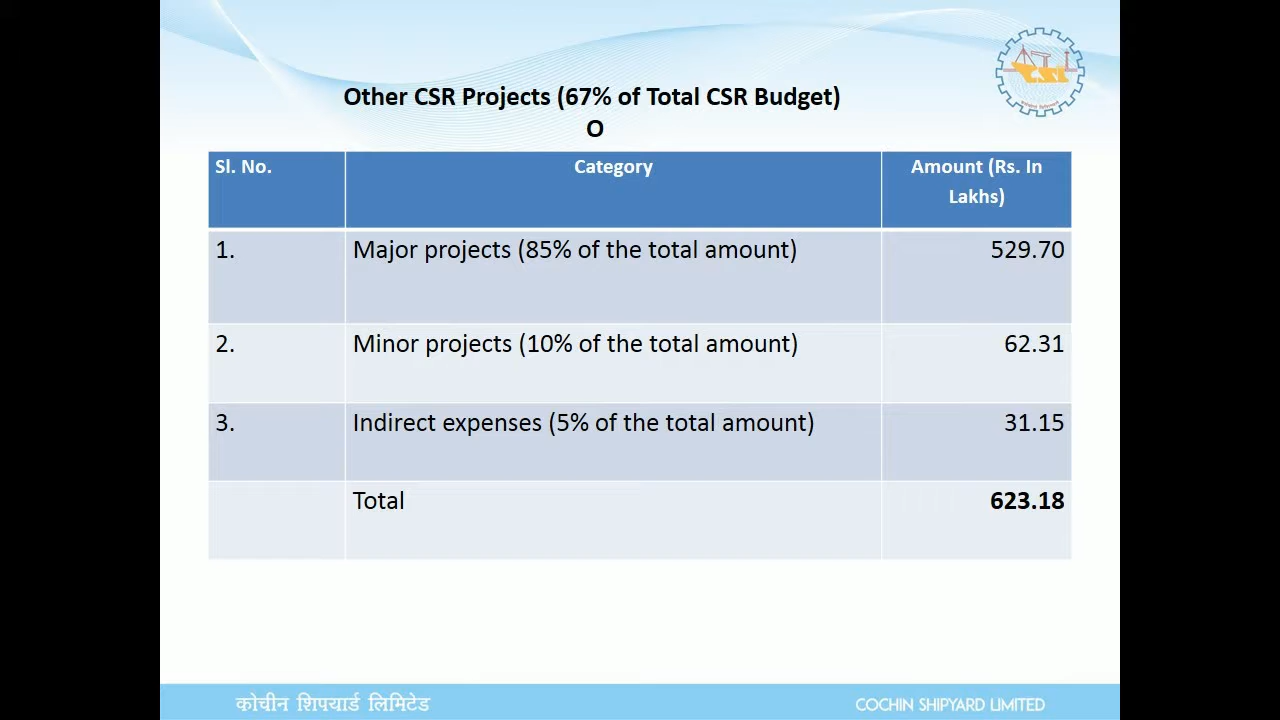 Other CSR Projects (67% of Total CSR Budget)
O
Sl. No. Category Amount (Rs. In
Lakhs)
1. Major projects (85% of the total amount) 529.70
2. Minor projects (10% of the total amount) 62.31
3. Indirect expenses (5% of the total amount) 31.15
Total 623.18
कोचीन शिपयार्ड लिमिटेड COCHIN SHIPYARD LIMITED
CSL